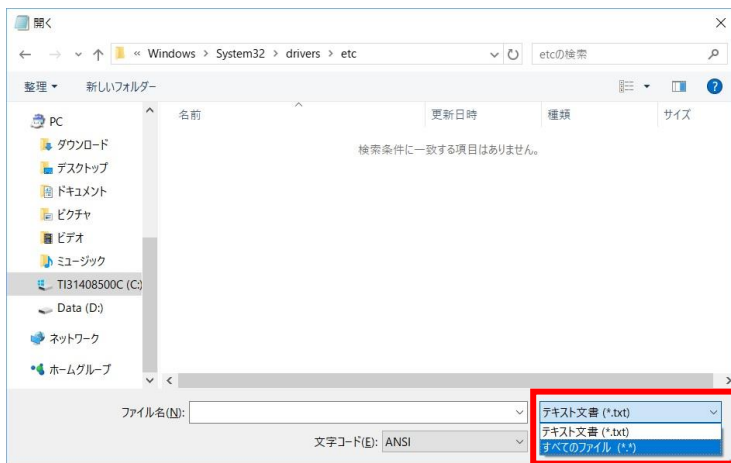 開く
« Windows > System32 > drivers > etc
etcの検索
整理 新しいフォルダー
名前 更新日時 種類 サイズ
検索条件に一致する項目はありません。
PC
ダウンロード
デスクトップ
ドキュメント
ピクチャ
ビデオ
ミュージック
TI31408500C (C:)
Data (D:)
ネットワーク
ホームグループ
ファイル名(N):
テキスト文書 (*.txt)
テキスト文書 (*.txt)
すべてのファイル (*.*)
文字コード(E): ANSI